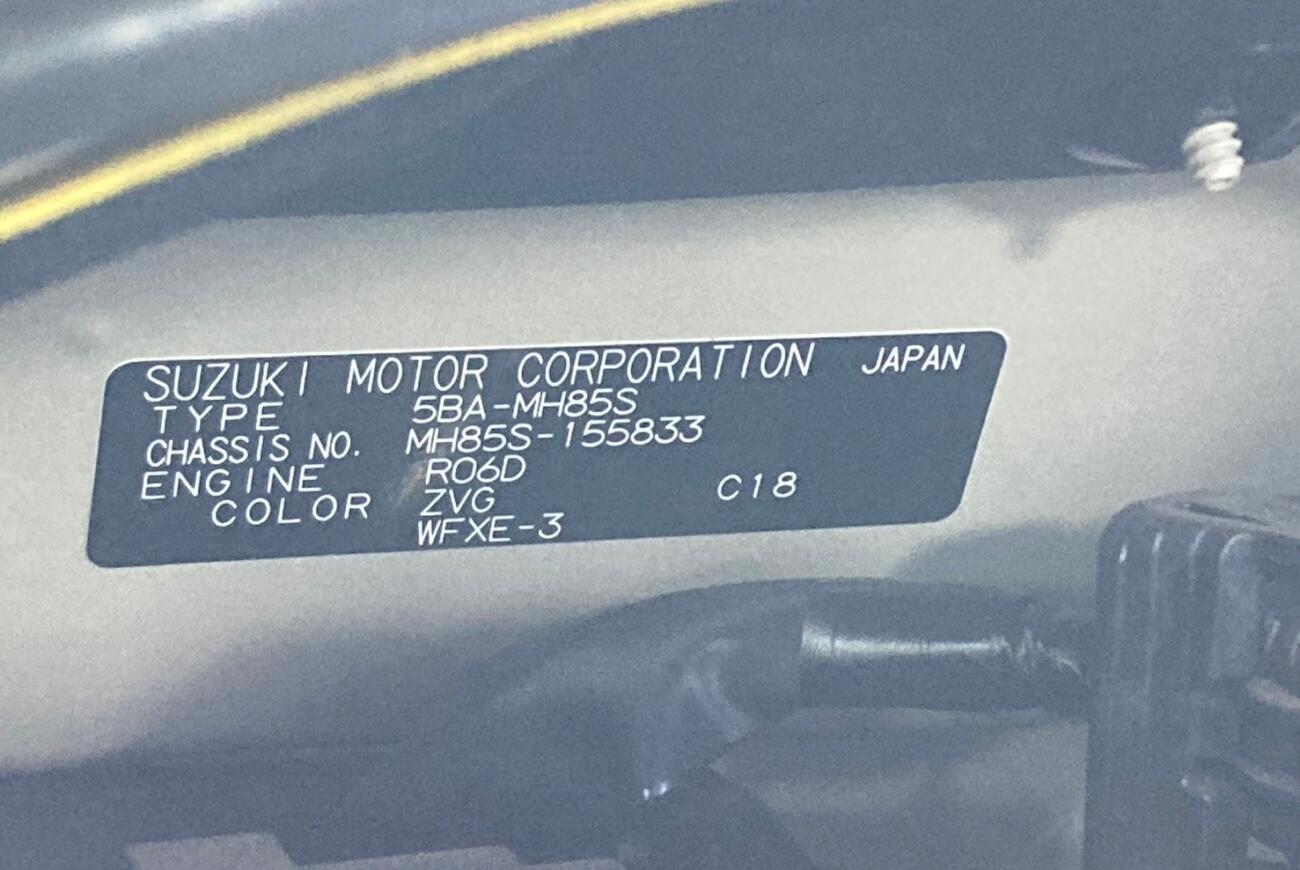 SUZUKI MOTOR CORPORATION JAPAN
TYPE 5BA-MH85S
CHASSIS NO. MH85S-155833
ENGINE R06D
COLOR ZVG C18
WFXE-3